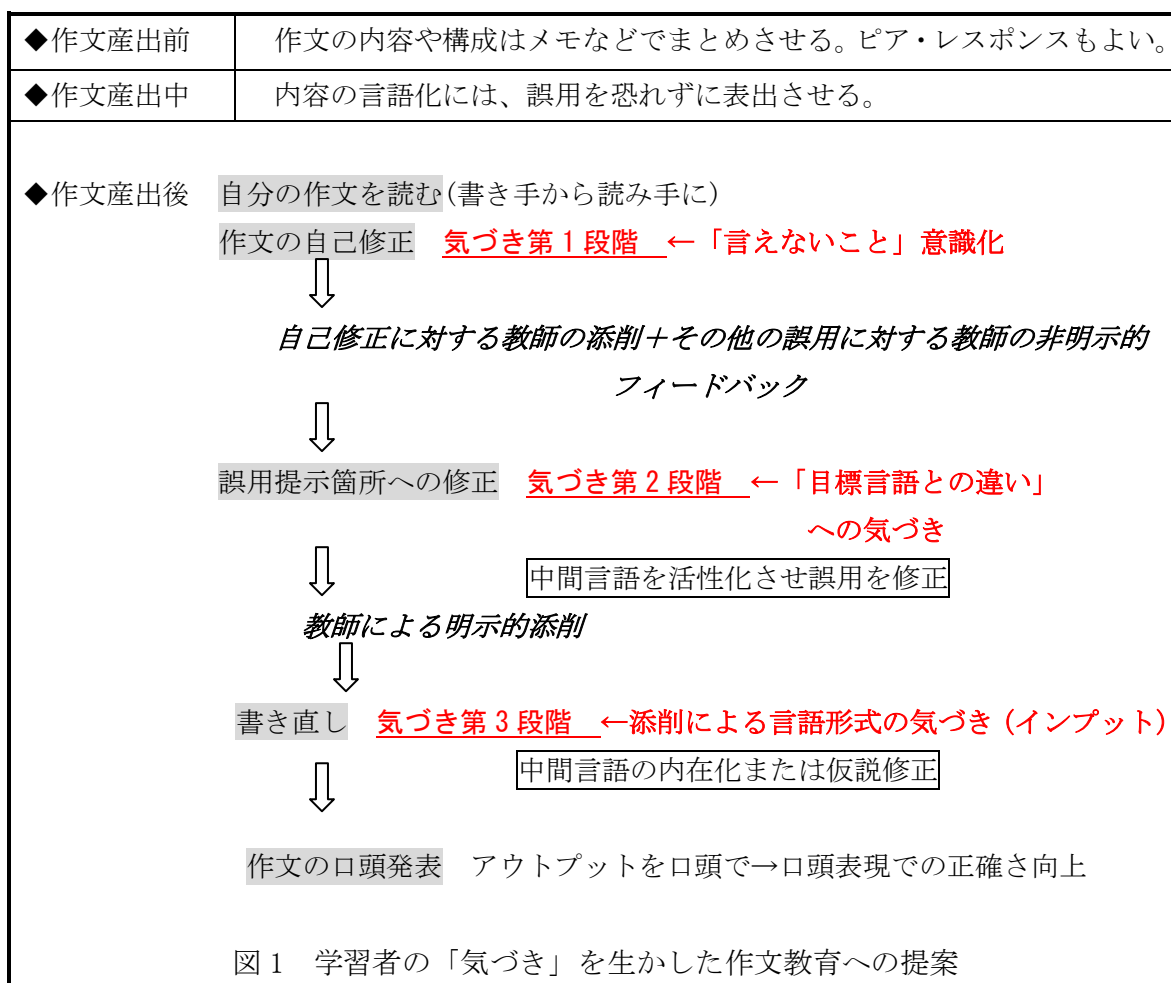 ◆作文産出前 作文の内容や構成はメモなどでまとめさせる。ピア・レスポンスもよい。
◆作文産出中 内容の言語化には、誤用を恐れずに表出させる。
◆作文産出後 自分の作文を読む(書き手から読み手に)
作文の自己修正 気づき第1段階 ←「言えないこと」意識化
⇩
自己修正に対する教師の添削＋その他の誤用に対する教師の非明示的
フィードバック
⇩
誤用提示箇所への修正 気づき第2段階 ←「目標言語との違い」
への気づき
⇩ 中間言語を活性化させ誤用を修正
教師による明示的添削
⇩
書き直し 気づき第3段階 ←添削による言語形式の気づき（インプット）
⇩ 中間言語の内在化または仮説修正
作文の口頭発表 アウトプットを口頭で→口頭表現での正確さ向上
図1 学習者の「気づき」を生かした作文教育への提案